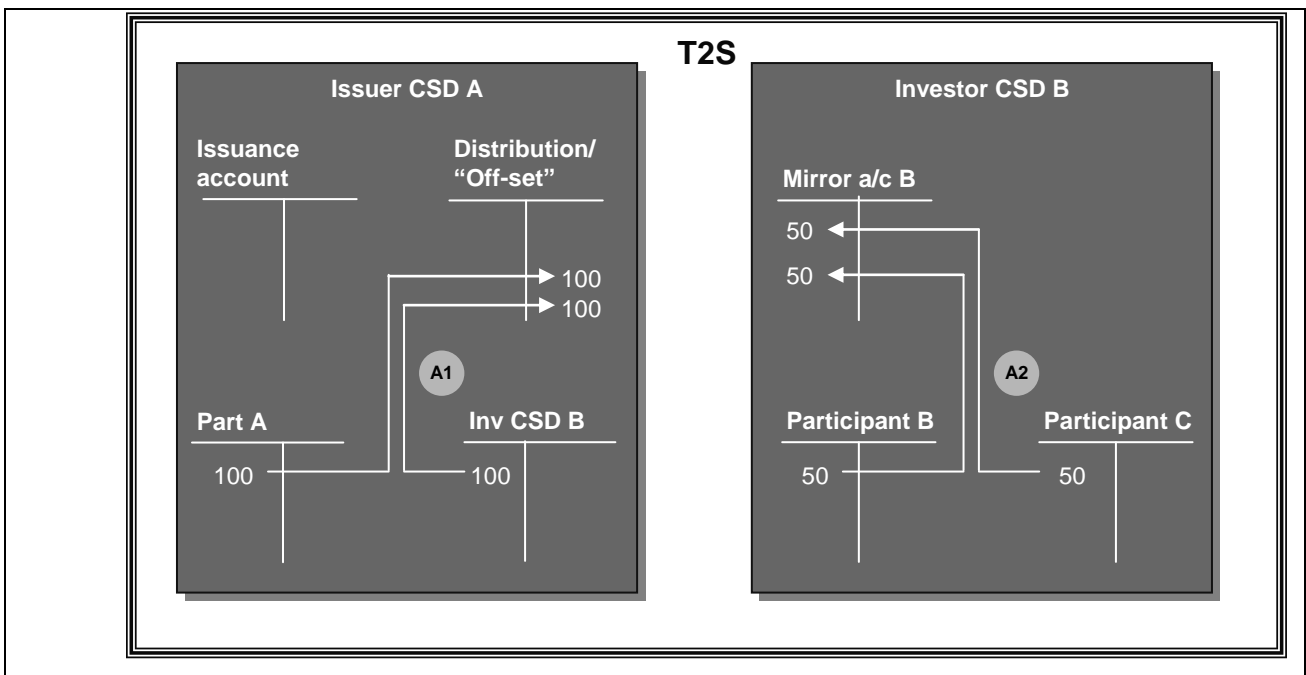 T2S
Issuer CSD A
Issuance
account
Distribution/
“Off-set”
100
100
A1
Part A
Inv CSD B
100
100
Investor CSD B
Mirror a/c B
50
50
A2
Participant B
Participant C
50
50